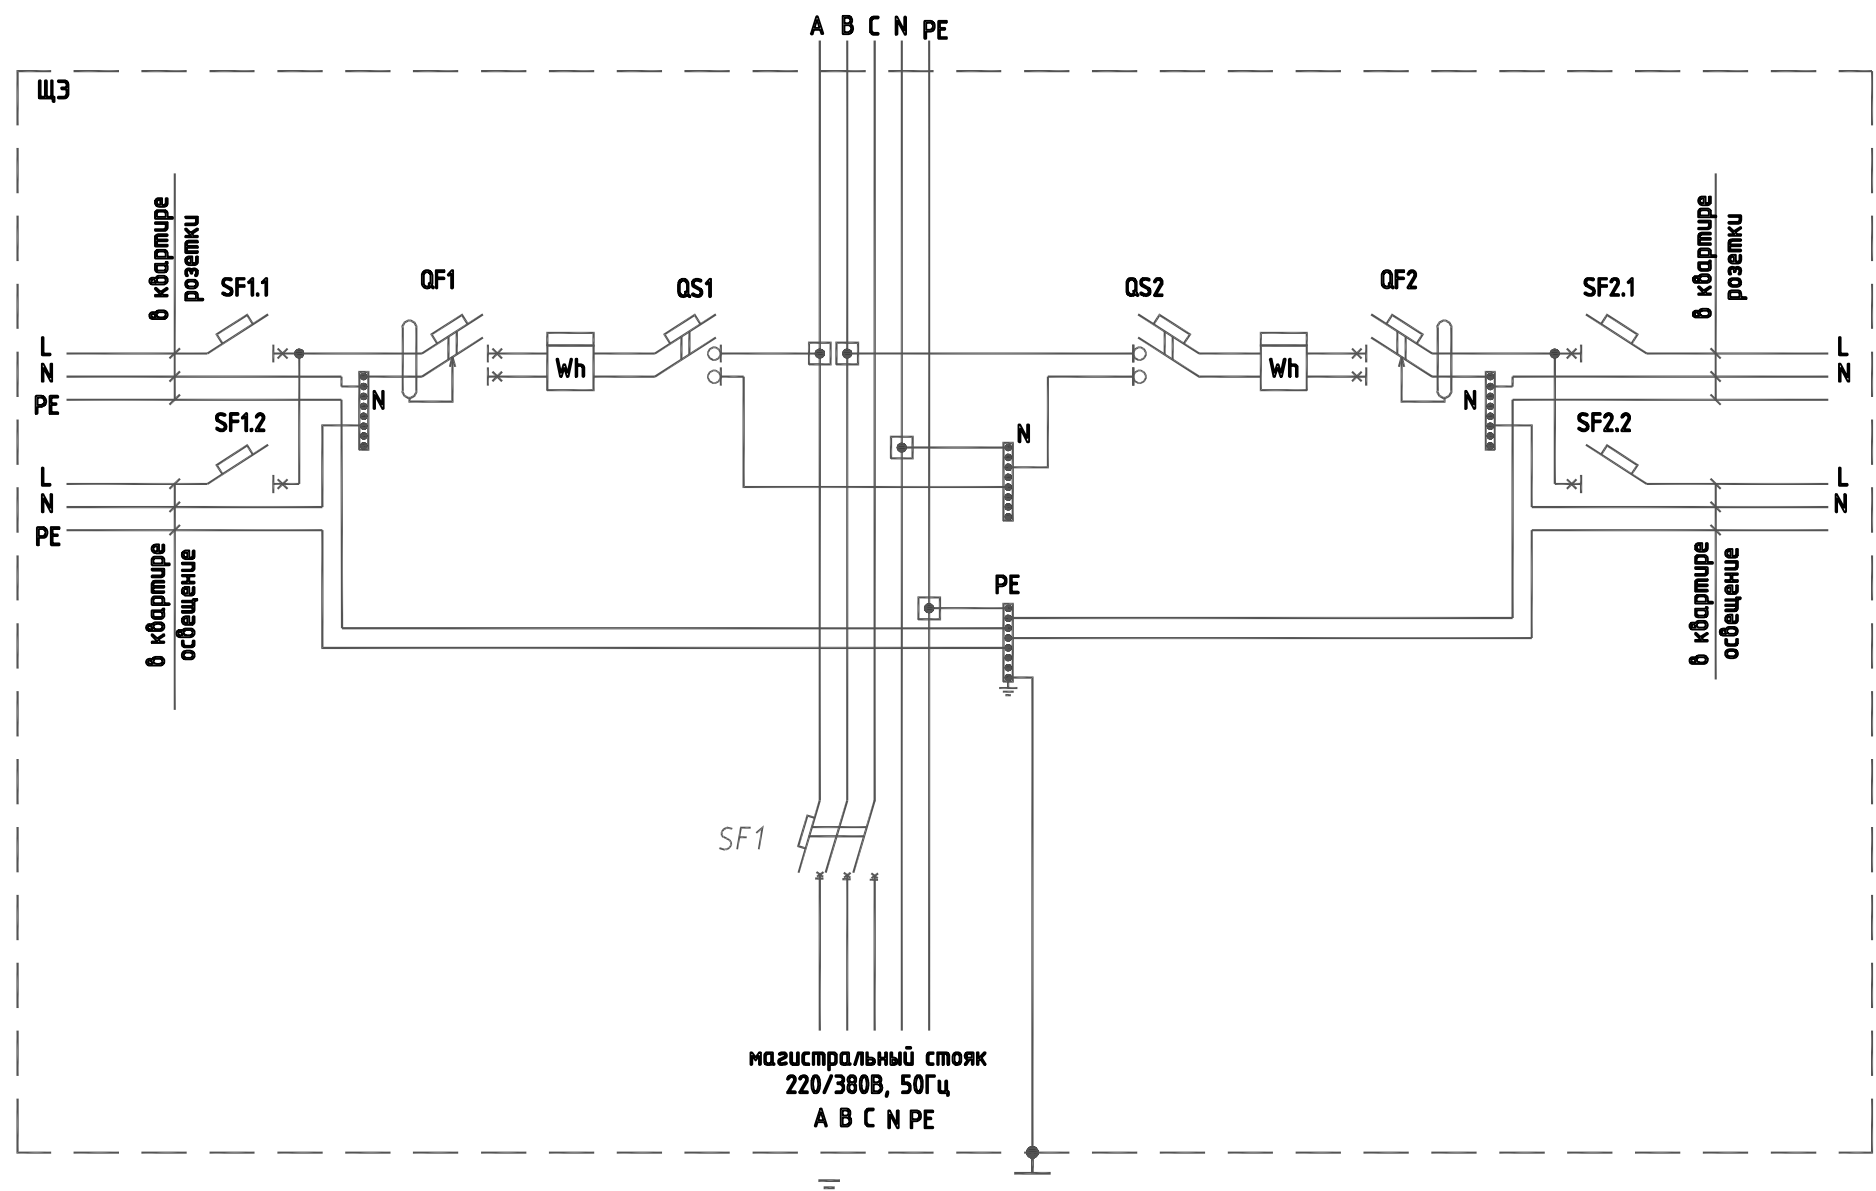 A B C N PE
ЩЭ
в квартире
розетки
SF1.1
QF1
QS1
QS2
QF2
SF2.1
в квартире
розетки
L
N
PE
Wh
Wh
L
N
N
N
SF1.2
SF2.2
N
L
N
PE
L
N
в квартире
освещение
PE
в квартире
освещение
SF1
магистральный стояк
220/380В, 50Гц
A B C N PE